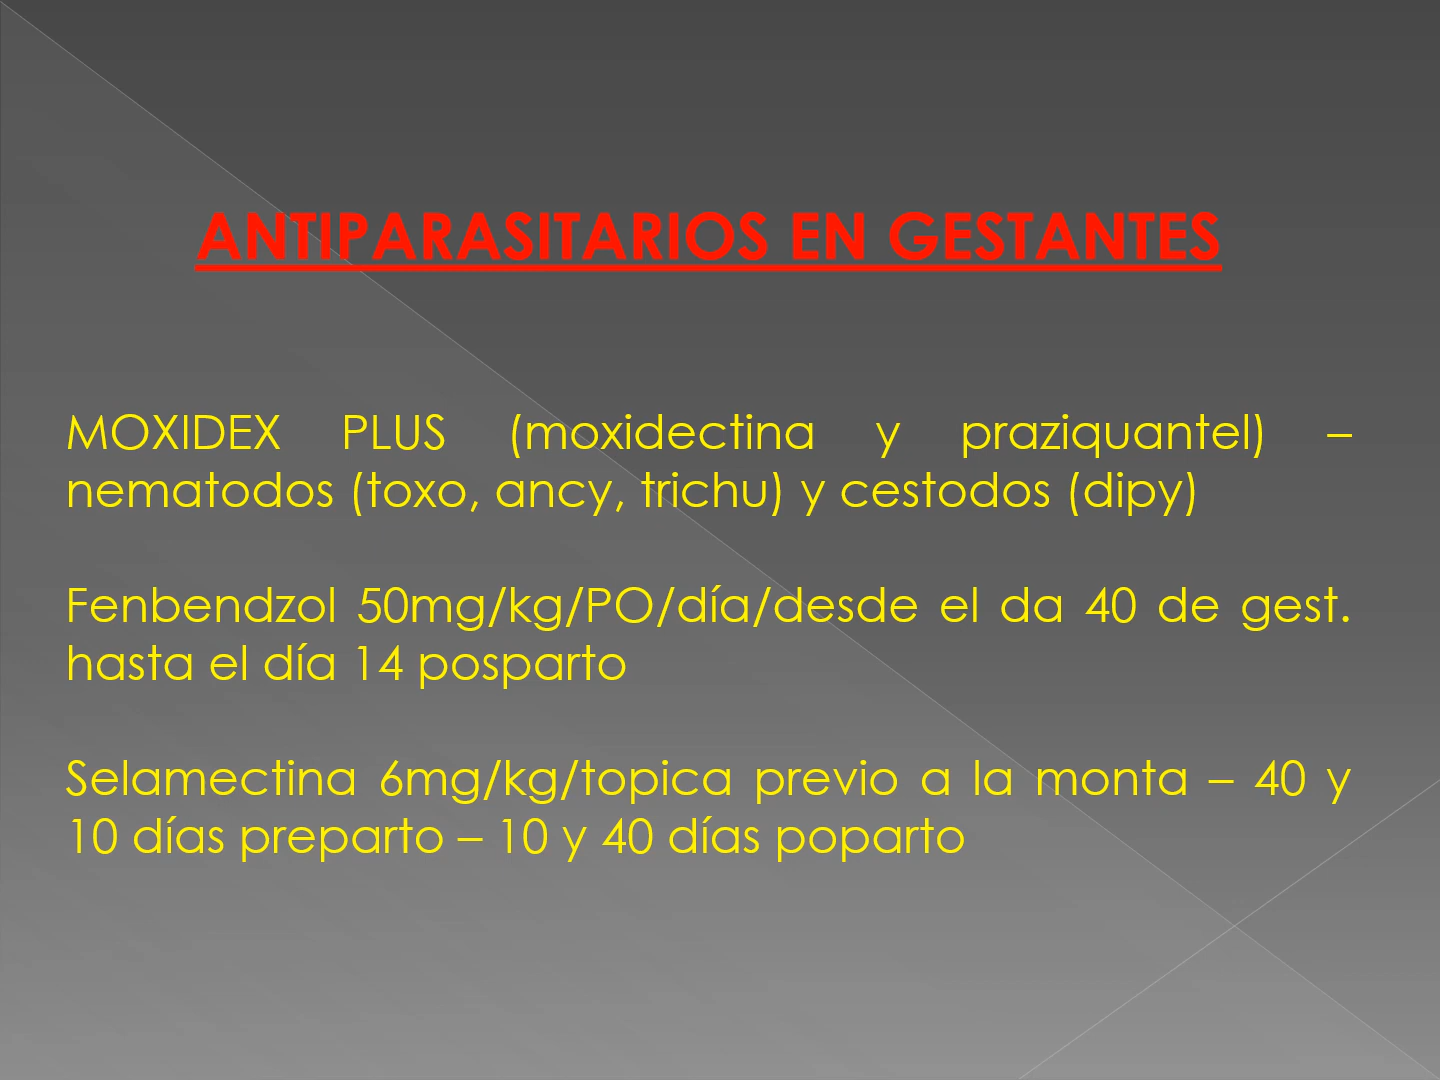 ANTIPARASITARIOS EN GESTANTES
MOXIDEX PLUS (moxidectina y praziquantel) –
nematodos (toxo, ancy, trichu) y cestodos (dipy)
Fenbendzol 50mg/kg/PO/día/desde el da 40 de gest.
hasta el día 14 posparto
Selamectina 6mg/kg/topica previo a la monta – 40 y
10 días preparto – 10 y 40 días poparto